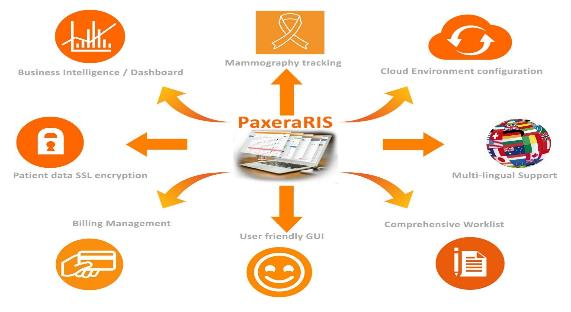 Mammography tracking
Business Intelligence / Dashboard
Cloud Environment configuration
PaxeraRIS
Patient data SSL encryption
Multi-lingual Support
Billing Management
User friendly GUI
Comprehensive Worklist